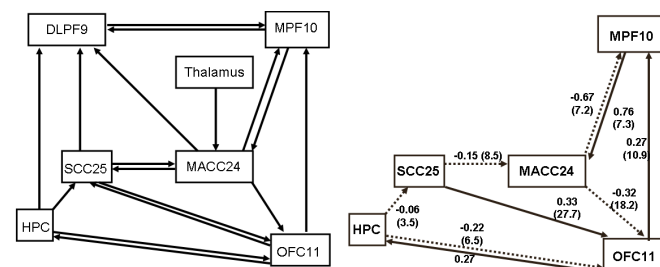 DLPF9
MPF10
Thalamus
SCC25
MACC24
HPC
OFC11
MPF10
-0.67
(7.2)
0.76
(7.3)
0.27
(10.9)
SCC25
-0.15 (8.5)
MACC24
-0.06
(3.5)
0.33
(27.7)
-0.32
(18.2)
HPC
-0.22
(6.5)
0.27
OFC11